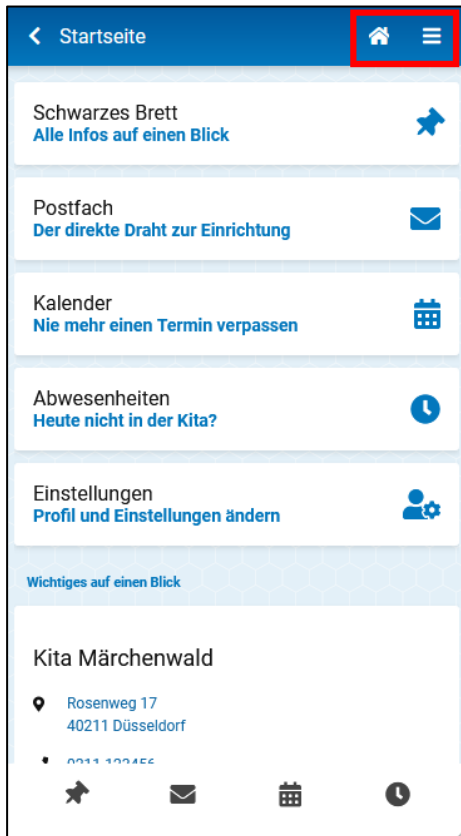 Startseite
Schwarzes Brett
Alle Infos auf einen Blick
Postfach
Der direkte Draht zur Einrichtung
Kalender
Nie mehr einen Termin verpassen
Abwesenheiten
Heute nicht in der Kita?
Einstellungen
Profil und Einstellungen ändern
Wichtiges auf einen Blick
Kita Märchenwald
Rosenweg 17
40211 Düsseldorf
0211 123456